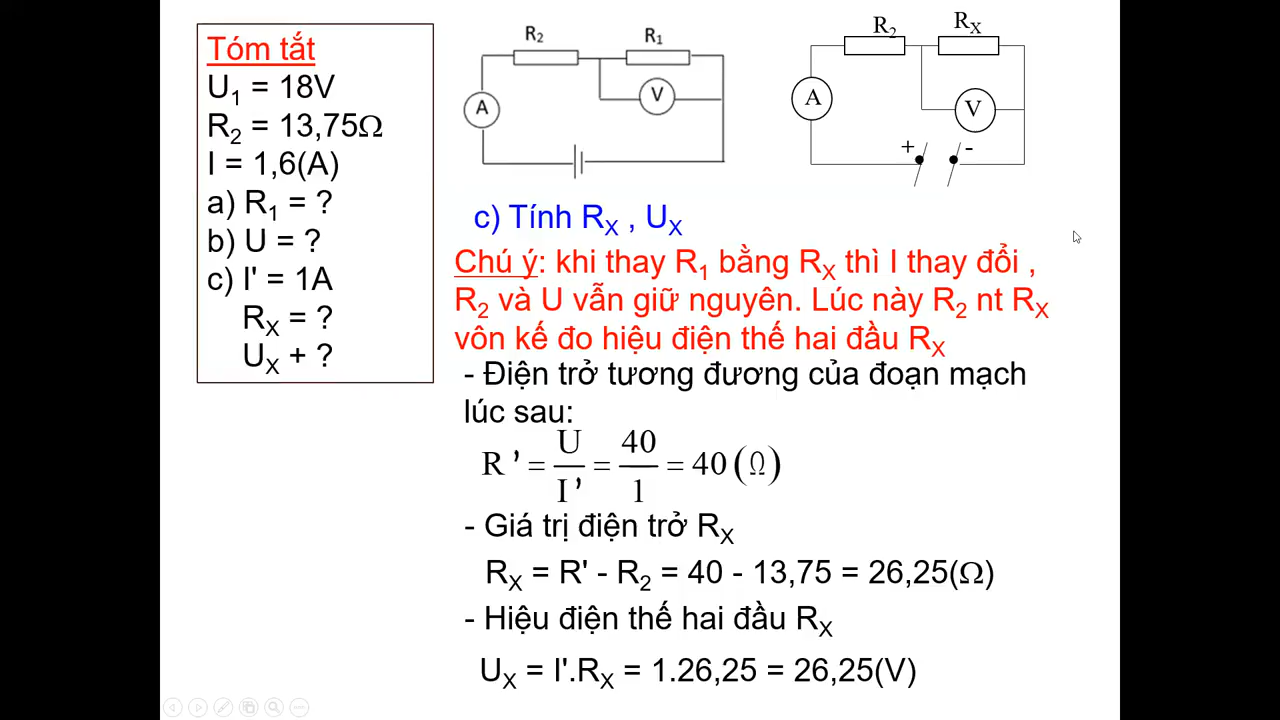 Tóm tắt
U1 = 18V
R2 = 13,75Ω
I = 1,6(A)
a) R1 = ?
b) U = ?
c) I' = 1A
RX = ?
UX + ?
R2
R1
A
V
R2
RX
A
V
+
-
c) Tính RX , UX
Chú ý: khi thay R1 bằng RX thì I thay đổi ,
R2 và U vẫn giữ nguyên. Lúc này R2 nt RX
vôn kế đo hiệu điện thế hai đầu RX
- Điện trở tương đương của đoạn mạch
lúc sau:
R' = U/I' = 40/1 = 40(Ω)
- Giá trị điện trở RX
RX = R' - R2 = 40 - 13,75 = 26,25(Ω)
- Hiệu điện thế hai đầu RX
UX = I'.RX = 1.26,25 = 26,25(V)